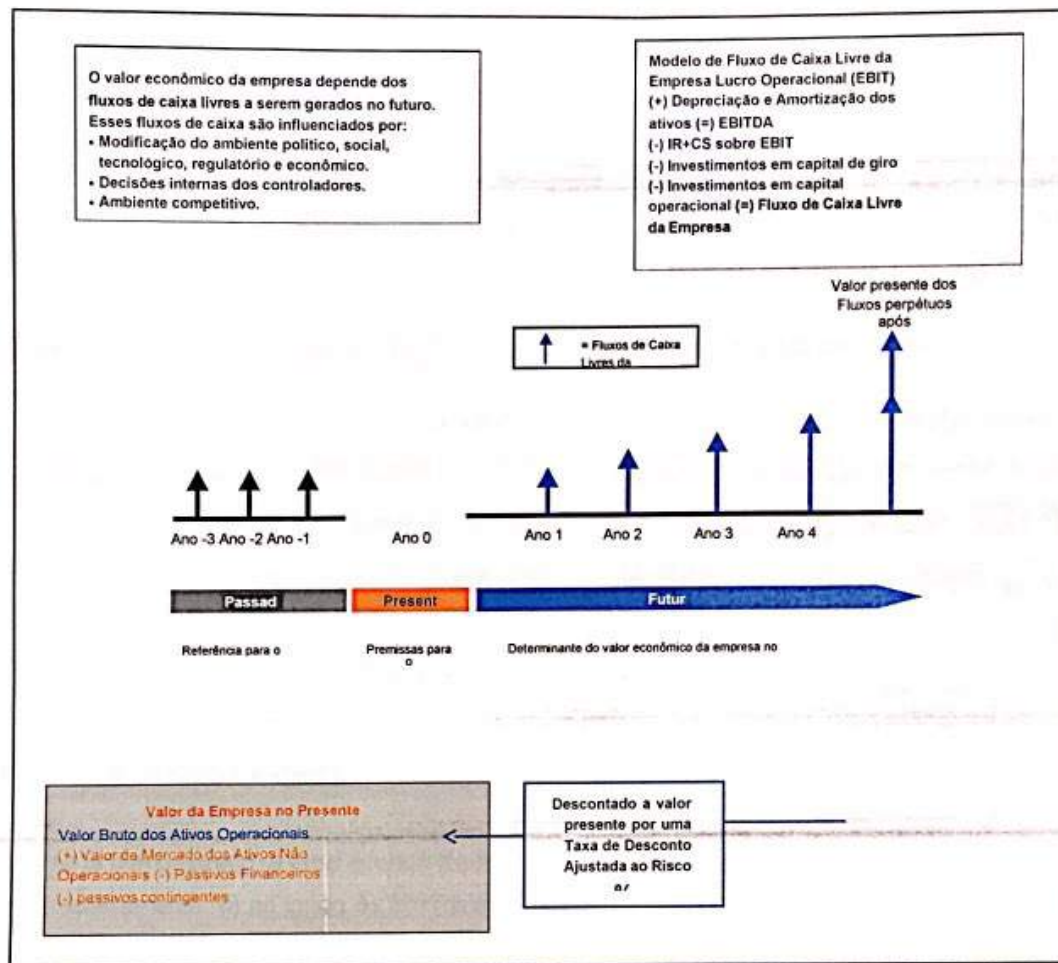 O valor econômico da empresa depende dos
fluxos de caixa livres a serem gerados no futuro.
Esses fluxos de caixa são influenciados por:
• Modificação do ambiente político, social,
tecnológico, regulatório e econômico.
• Decisões internas dos controladores.
• Ambiente competitivo.
Modelo de Fluxo de Caixa Livre da
Empresa Lucro Operacional (EBIT)
(+) Depreciação e Amortização dos
ativos (=) EBITDA
(-) IR+CS sobre EBIT
(-) Investimentos em capital de giro
(-) Investimentos em capital
operacional (=) Fluxo de Caixa Livre
da Empresa
Valor presente dos
Fluxos perpétuos
após
= Fluxos de Caixa
Livres da
Ano -3 Ano -2 Ano -1
Ano 0
Ano 1
Ano 2
Ano 3
Ano 4
Passad
Present
Futur
Referência para o
Premissas para
o
Determinante do valor econômico da empresa no
Valor da Empresa no Presente
Valor Bruto dos Ativos Operacionais
(+) Valor de Mercado dos Ativos Não
Operacionais (-) Passivos Financeiros
(-) passivos contingentes
Descontado a valor
presente por uma
Taxa de Desconto
Ajustada ao Risco